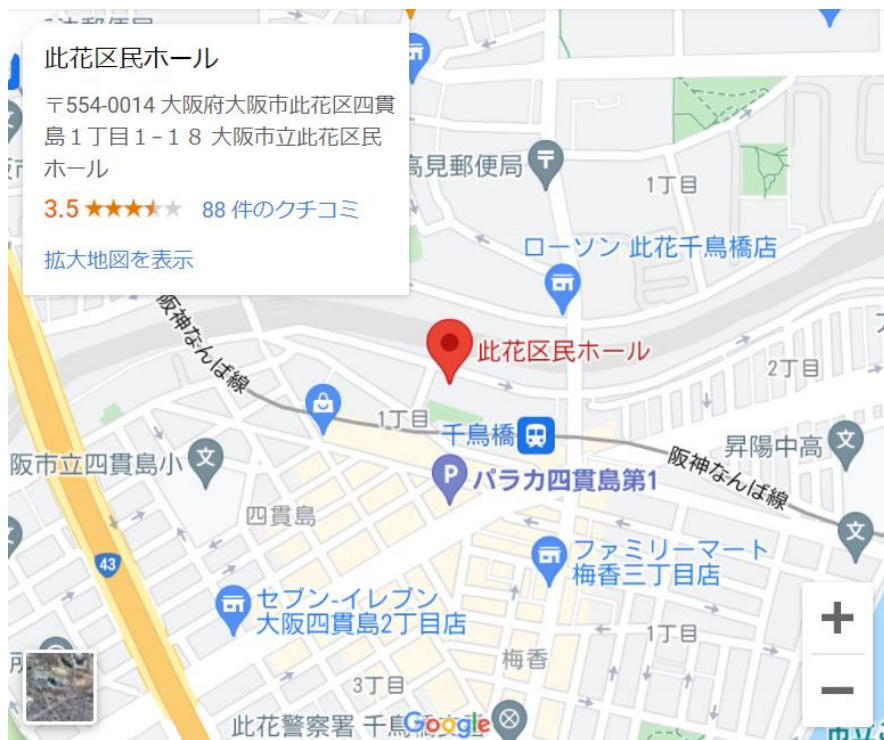 此花区民ホール
〒554-0014 大阪府大阪市此花区四貫
島1丁目1-18 大阪市立此花区民
ホール
3.5 ★★★★★ 88 件のクチコミ
拡大地図を表示
高見郵便局
1丁目
ローソン 此花千鳥橋店
阪神なんば線
此花区民ホール
2丁目
1丁目
千鳥橋
昇陽中高
阪市立四貫島小
パラカ四貫島第1
阪神なんば線
四貫島
43
ファミリーマート
梅香三丁目店
セブン-イレブン
大阪四貫島2丁目店
1丁目
梅香
3丁目
此花警察署 千鳥
Google
+
−